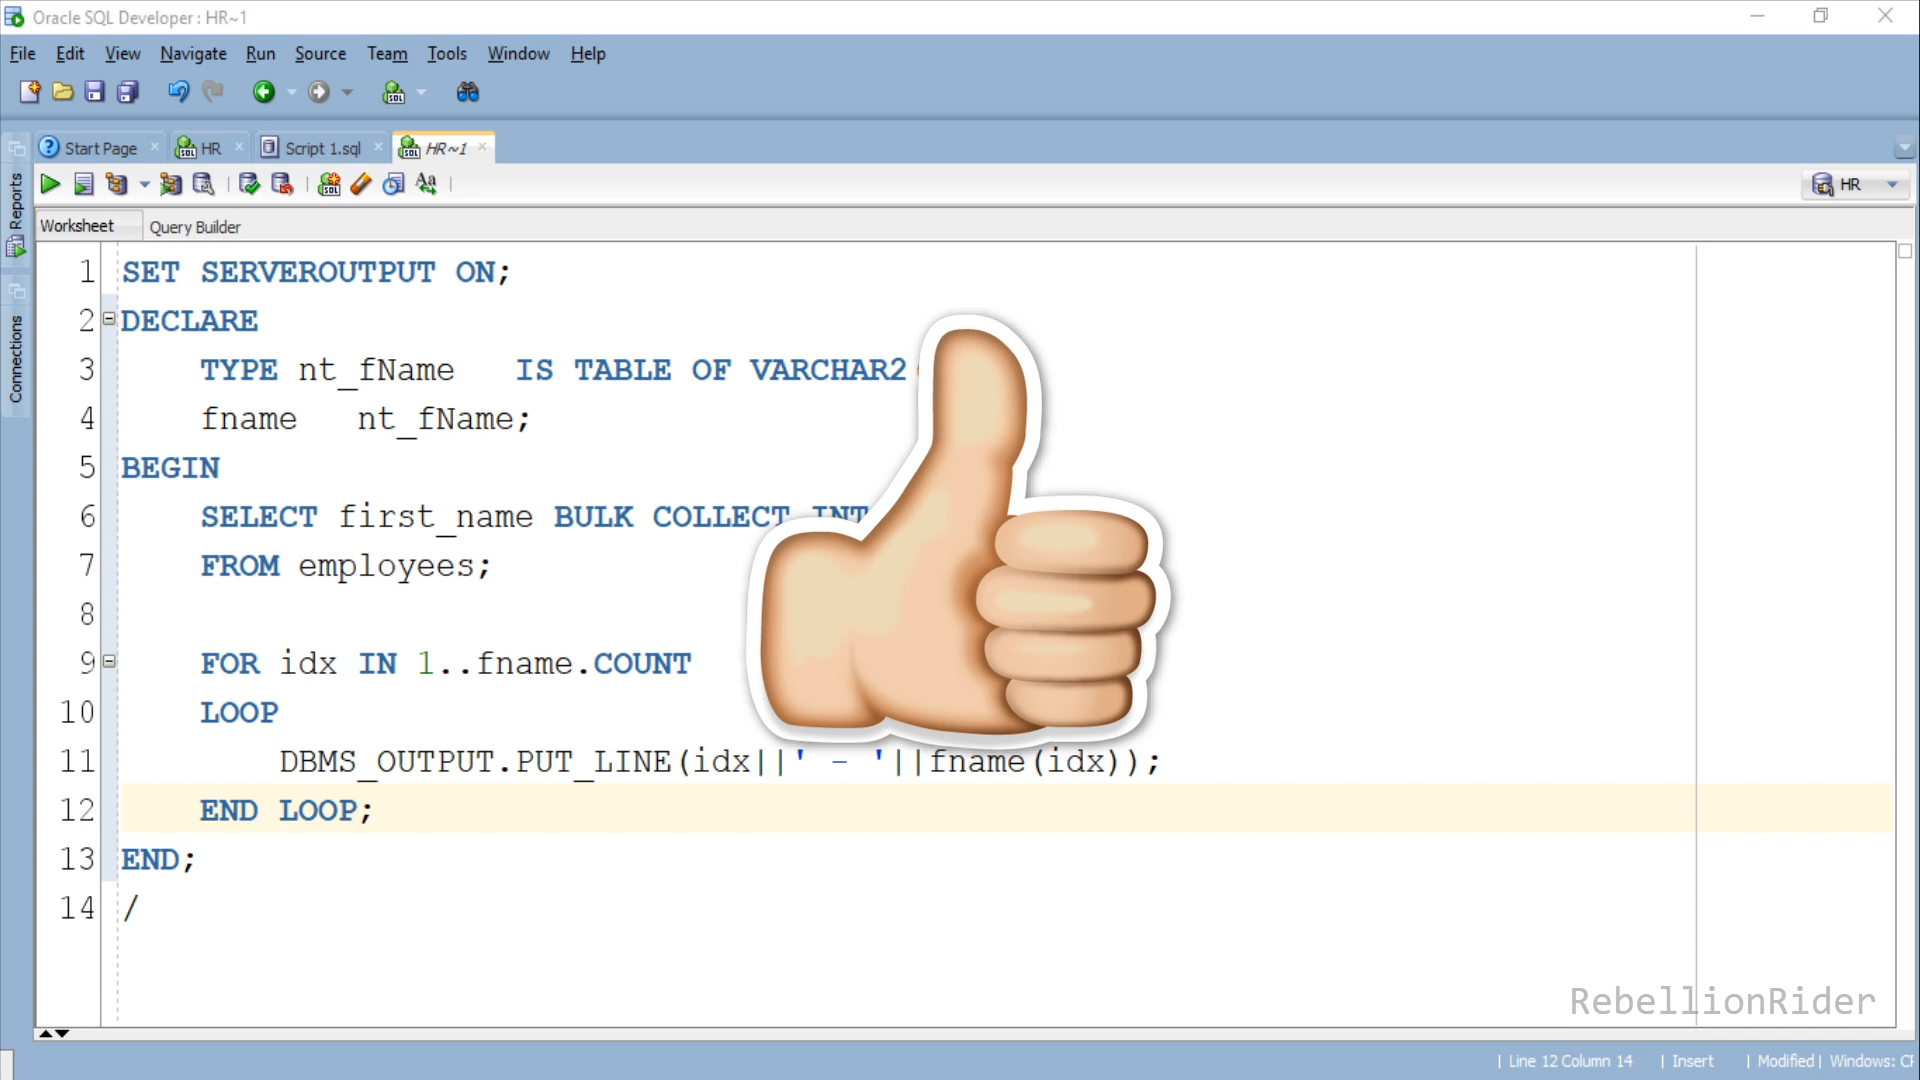 Oracle SQL Developer : HR~1
File Edit View Navigate Run Source Team Tools Window Help
Start Page HR Script 1.sql HR~1
HR
Worksheet Query Builder
Reports
Connections
1 SET SERVEROUTPUT ON;
2 DECLARE
3 TYPE nt_fName IS TABLE OF VARCHAR2
4 fname nt_fName;
5 BEGIN
6 SELECT first_name BULK COLLECT
7 FROM employees;
8
9 FOR idx IN 1..fname.COUNT
10 LOOP
11 DBMS_OUTPUT.PUT_LINE(idx||' - '||fname(idx));
12 END LOOP;
13 END;
14 /
RebellionRider
| Line 12 Column 14 | Insert | Modified | Windows: